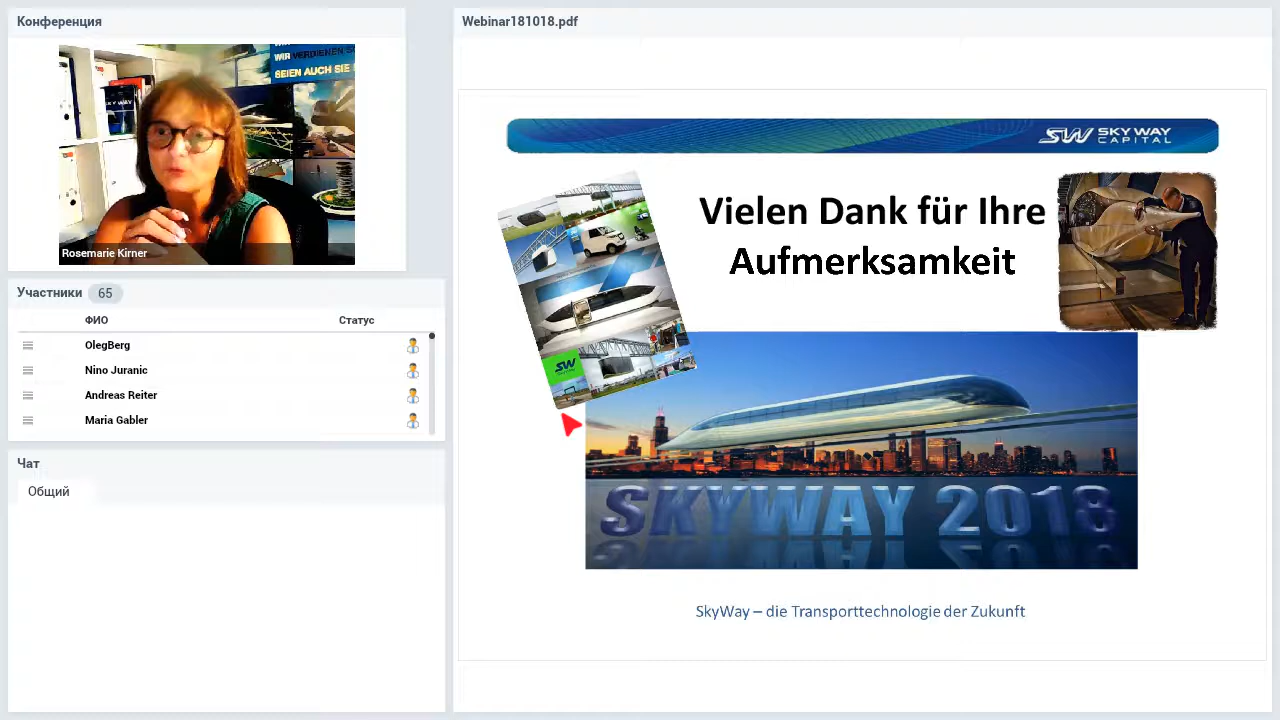 Конференция
WIR VERDIENEN
SEIEN AUCH SIE
SKY WAY
Rosemarie Kirner
Участники 65
ФИО Статус
OlegBerg
Nino Juranic
Andreas Reiter
Maria Gabler
Чат
Общий
Webinar181018.pdf
SW SKY WAY
CAPITAL
Vielen Dank für Ihre
Aufmerksamkeit
SW
SKYWAY 2018
SkyWay – die Transporttechnologie der Zukunft